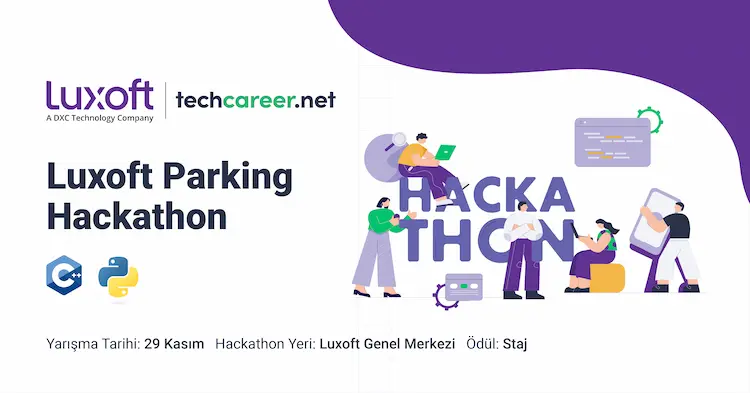 Luxoft
A DXC Technology Company
techcareer.net
Luxoft Parking
Hackathon
C++
HACKA
THON
Yarışma Tarihi: 29 Kasım Hackathon Yeri: Luxoft Genel Merkezi Ödül: Staj